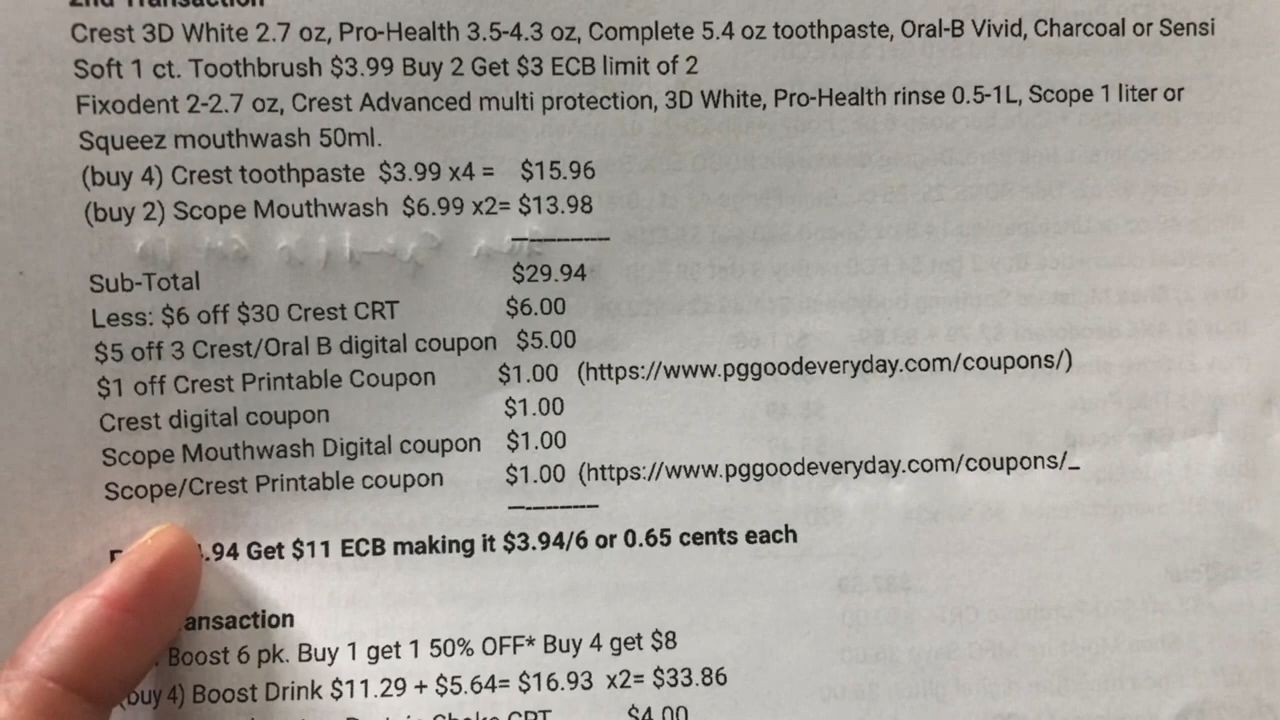 2nd Transaction
Crest 3D White 2.7 oz, Pro-Health 3.5-4.3 oz, Complete 5.4 oz toothpaste, Oral-B Vivid, Charcoal or Sensi
Soft 1 ct. Toothbrush $3.99 Buy 2 Get $3 ECB limit of 2
Fixodent 2-2.7 oz, Crest Advanced multi protection, 3D White, Pro-Health rinse 0.5-1L, Scope 1 liter or
Squeez mouthwash 50ml.
(buy 4) Crest toothpaste $3.99 x4 = $15.96
(buy 2) Scope Mouthwash $6.99 x2= $13.98
Sub-Total $29.94
Less: $6 off $30 Crest CRT $6.00
$5 off 3 Crest/Oral B digital coupon $5.00
$1 off Crest Printable Coupon $1.00 (https://www.pggoodeveryday.com/coupons/)
Crest digital coupon $1.00
Scope Mouthwash Digital coupon $1.00
Scope/Crest Printable coupon $1.00 (https://www.pggoodeveryday.com/coupons/_
.94 Get $11 ECB making it $3.94/6 or 0.65 cents each
ansaction
Boost 6 pk. Buy 1 get 1 50% OFF* Buy 4 get $8
(buy 4) Boost Drink $11.29 + $5.64= $16.93 x2= $33.86
CRT $4.00